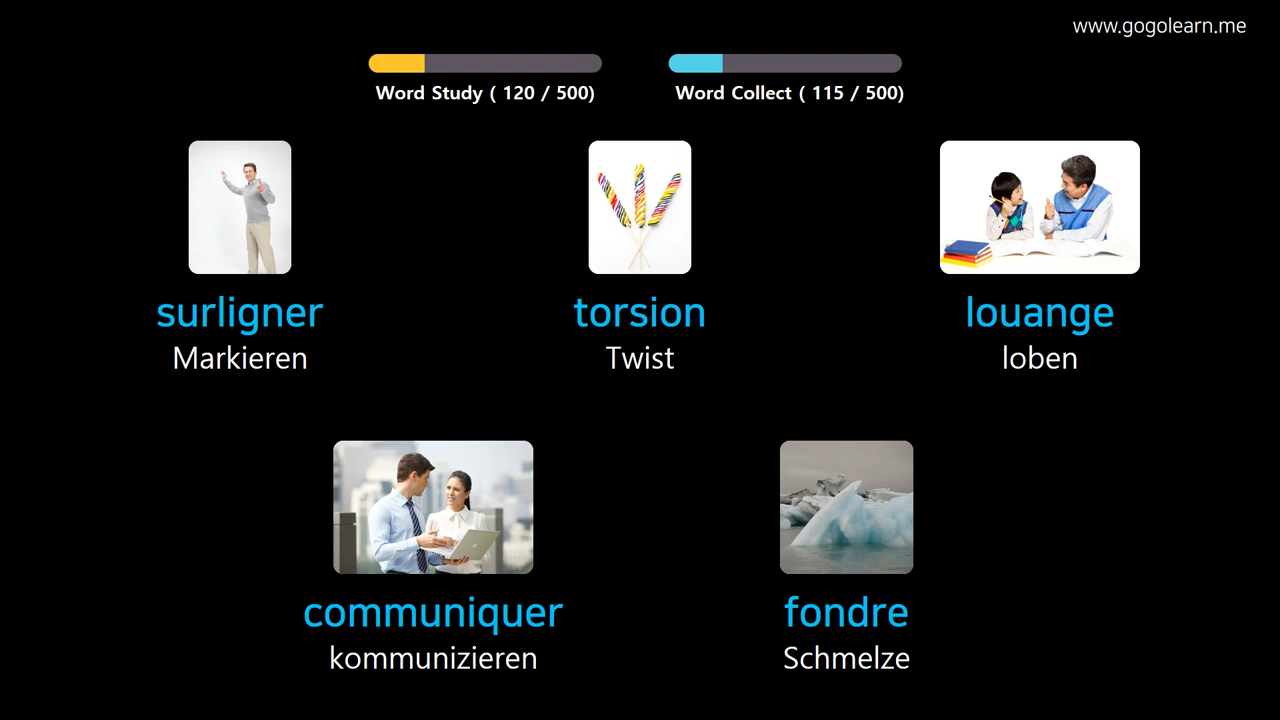 www.gogolearn.me
Word Study ( 120 / 500)
Word Collect ( 115 / 500)
surligner
Markieren
torsion
Twist
louange
loben
communiquer
kommunizieren
fondre
Schmelze